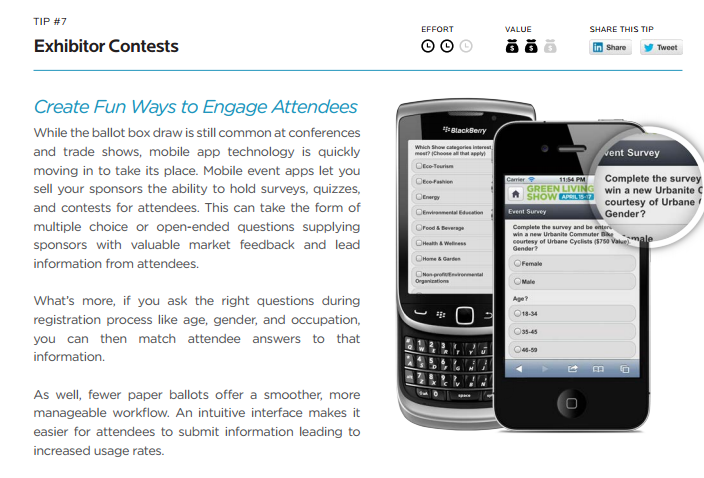 TIP #7
Exhibitor Contests
EFFORT
VALUE
SHARE THIS TIP
in Share
Tweet
Create Fun Ways to Engage Attendees
While the ballot box draw is still common at conferences
and trade shows, mobile app technology is quickly
moving in to take its place. Mobile event apps let you
sell your sponsors the ability to hold surveys, quizzes,
and contests for attendees. This can take the form of
multiple choice or open-ended questions supplying
sponsors with valuable market feedback and lead
information from attendees.
What's more, if you ask the right questions during
registration process like age, gender, and occupation,
you can then match attendee answers to that
information.
As well, fewer paper ballots offer a smoother, more
manageable workflow. An intuitive interface makes it
easier for attendees to submit information leading to
increased usage rates.
BlackBerry
Which Show categories interest
most? (Choose all that apply)
Eco-Tourism
Eco-Fashion
Energy
Environmental Education
Food & Beverage
Health & Wellness
Home & Garden
Non-profit/Environmental
Organizations
Carrier 11:54 PM
GREEN LIVING
SHOW APRIL 15-17
Event Survey
Complete the survey and be entered
win a new Urbanite Commuter Bike
courtesy of Urbane Cyclists ($750 Value)
Gender?
Female
Male
Age?
18-34
35-45
46-59
vent Survey
Complete the survey
win a new Urbanite C
courtesy of Urbane
Gender?
male